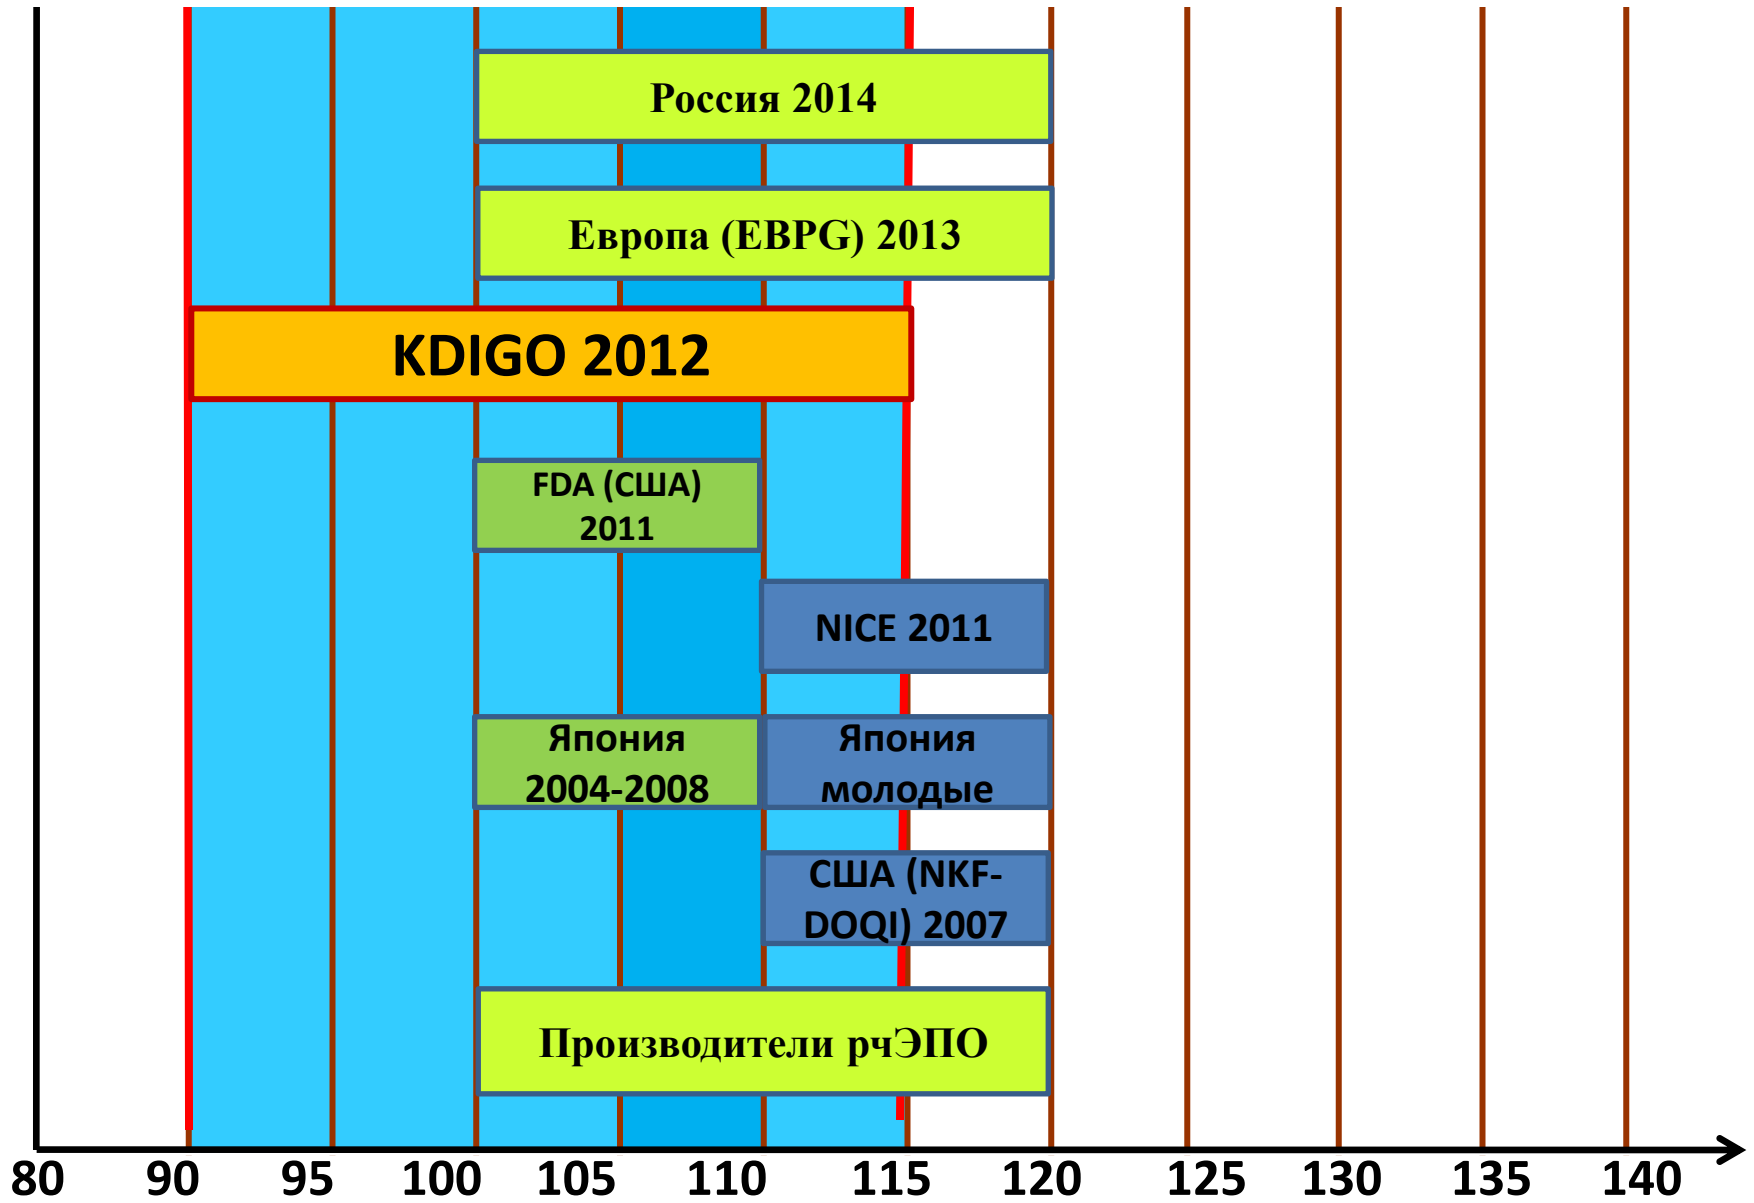 Россия 2014
Европа (EBPG) 2013
KDIGO 2012
FDA (США)
2011
NICE 2011
Япония
2004-2008
Япония
молодые
США (NKF-
DOQI) 2007
Производители рчЭПО
80 90 95 100 105 110 115 120 125 130 135 140